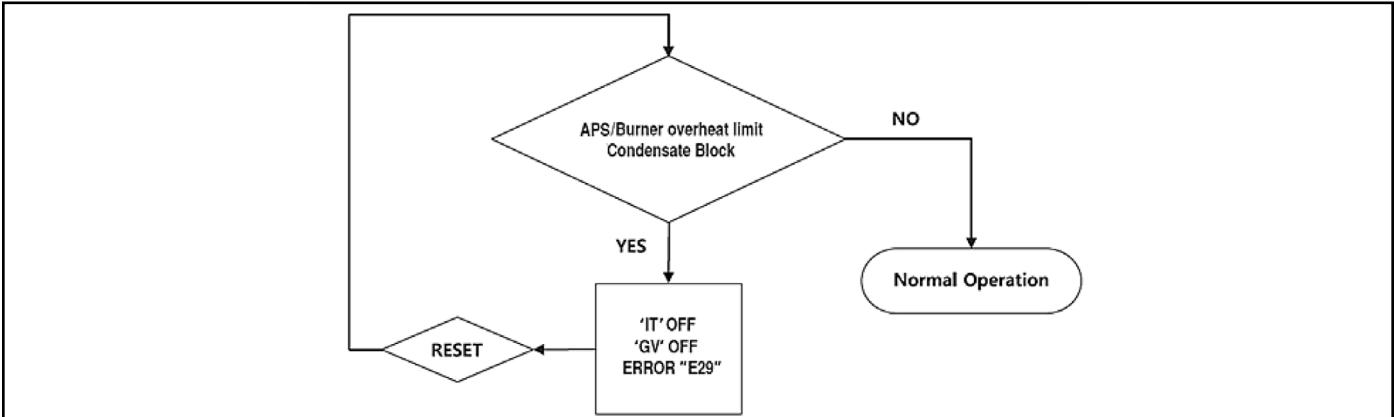 APS/Burner overheat limit
Condensate Block
NO
YES
Normal Operation
'IT' OFF
'GV' OFF
ERROR "E29"
RESET